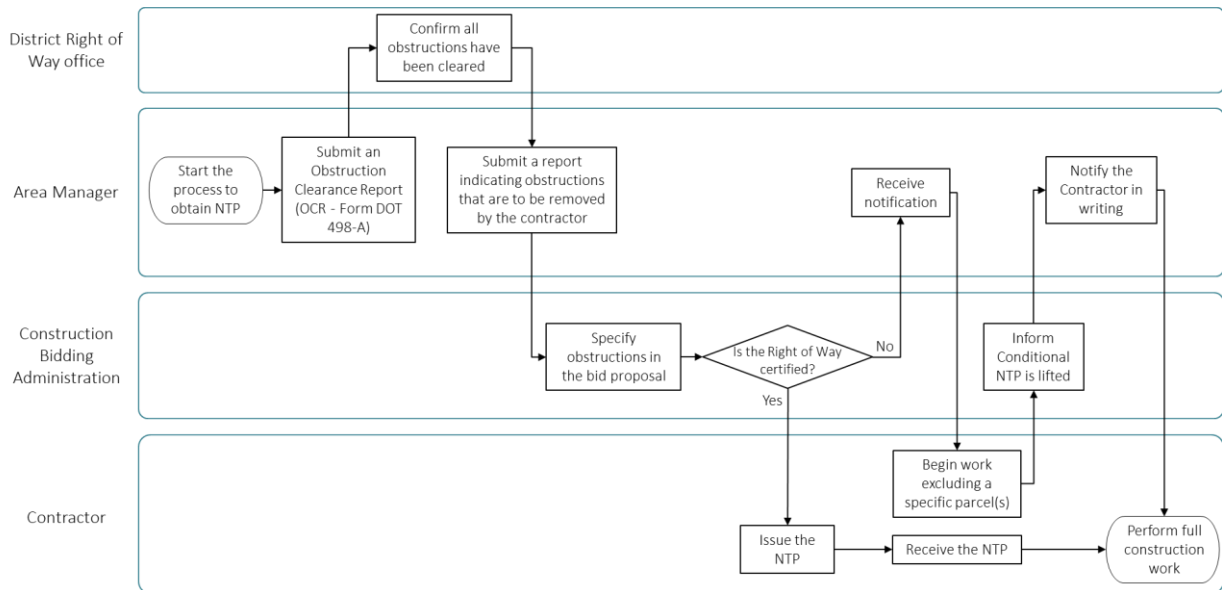 District Right of
Way office
Confirm all
obstructions have
been cleared
Area Manager
Start the
process to
obtain NTP
Submit an
Obstruction
Clearance Report
(OCR - Form DOT
498-A)
Submit a report
indicating obstructions
that are to be removed
by the contractor
Receive
notification
Notify the
Contractor in
writing
Construction
Bidding
Administration
Specify
obstructions in
the bid proposal
Is the Right of Way
certified?
No
Yes
Inform
Conditional
NTP is lifted
Contractor
Begin work
excluding a
specific parcel(s)
Issue the
NTP
Receive the NTP
Perform full
construction
work